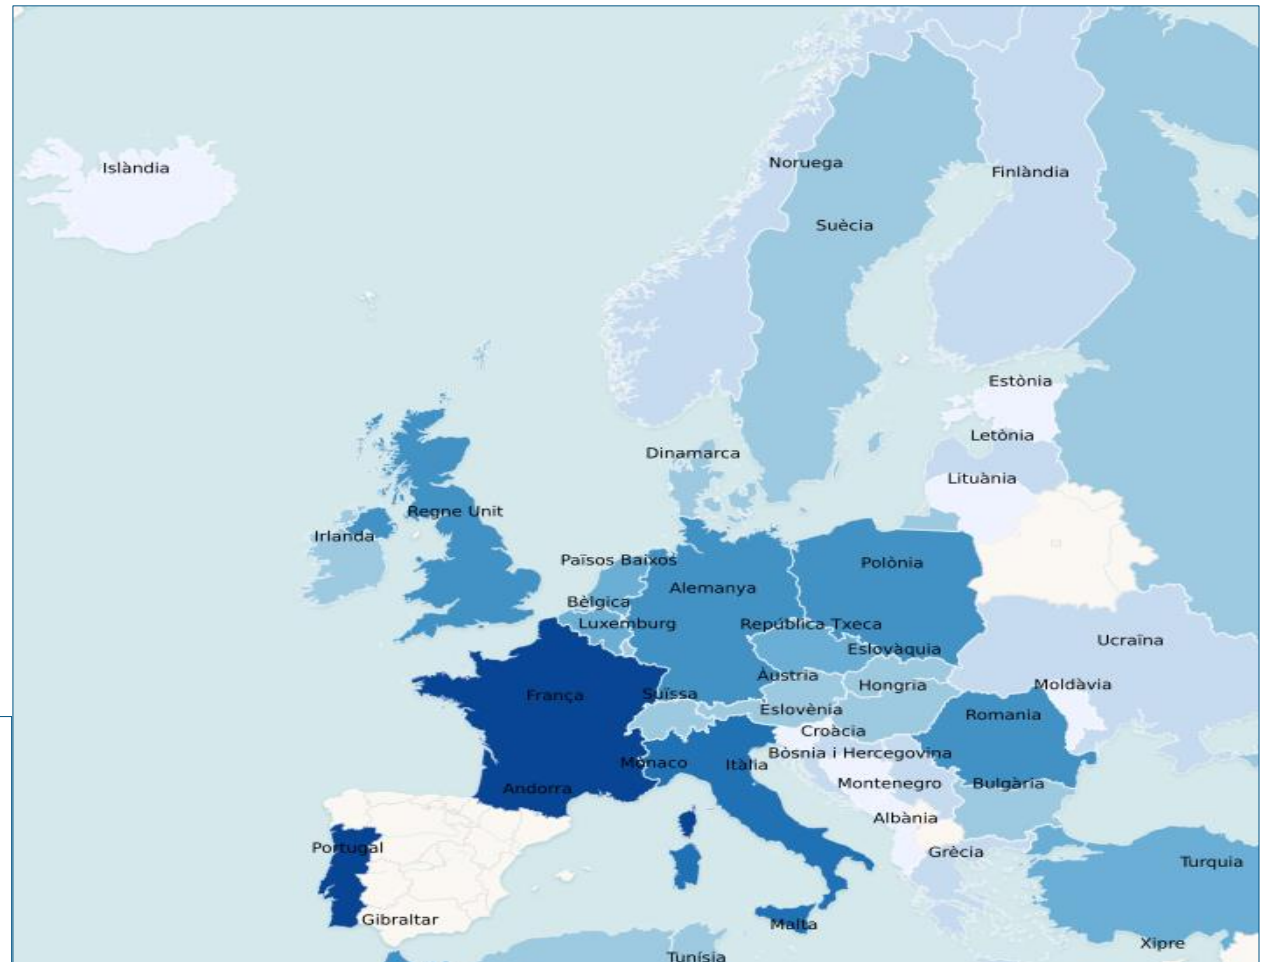 Islàndia
Noruega
Finlàndia
Suècia
Estònia
Letònia
Dinamarca
Lituània
Regne Unit
Irlanda
Països Baixos
Polònia
Alemanya
Bèlgica
Luxemburg
República Txeca
Ucraïna
Eslovàquia
Àustria
Hongria
Moldàvia
Suïssa
França
Eslovènia
Romania
Croàcia
Bòsnia i Hercegovina
Mònaco
Itàlia
Montenegro
Bulgària
Andorra
Albània
Portugal
Grècia
Turquia
Gibraltar
Malta
Xipre
Tunísia